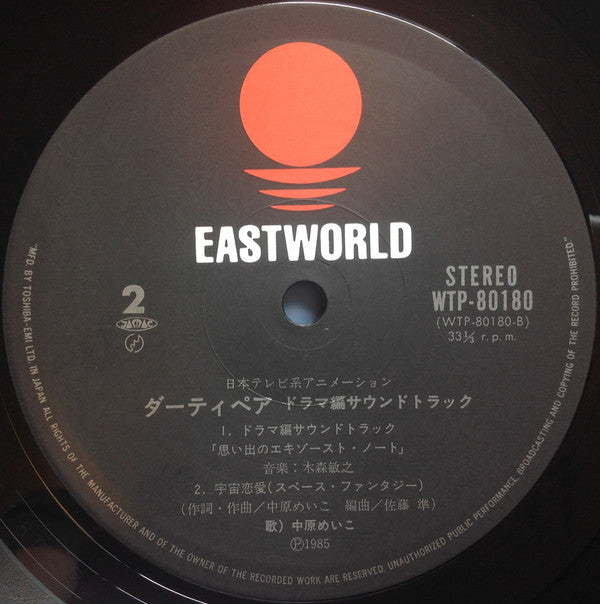 EASTWORLD
2
JASRAC
STEREO
WTP-80180
(WTP-80180-B)
33⅓ r.p.m.
日本テレビ系アニメーション
ダーティペア ドラマ編サウンドトラック
1. ドラマ編サウンドトラック
「思い出のエキゾースト・ノート」
音楽：木森敏之
2. 宇宙恋愛(スペース・ファンタジー)
(作詞・作曲／中原めいこ 編曲／佐藤 準)
歌) 中原めいこ
Ⓟ1985
"MFD. BY TOSHIBA-EMI LTD. IN JAPAN ALL RIGHTS OF THE MANUFACTURER AND OF THE OWNER OF THE RECORDED WORK ARE RESERVED. UNAUTHORIZED PUBLIC PERFORMANCE, BROADCASTING AND COPYING OF THE RECORD PROHIBITED."